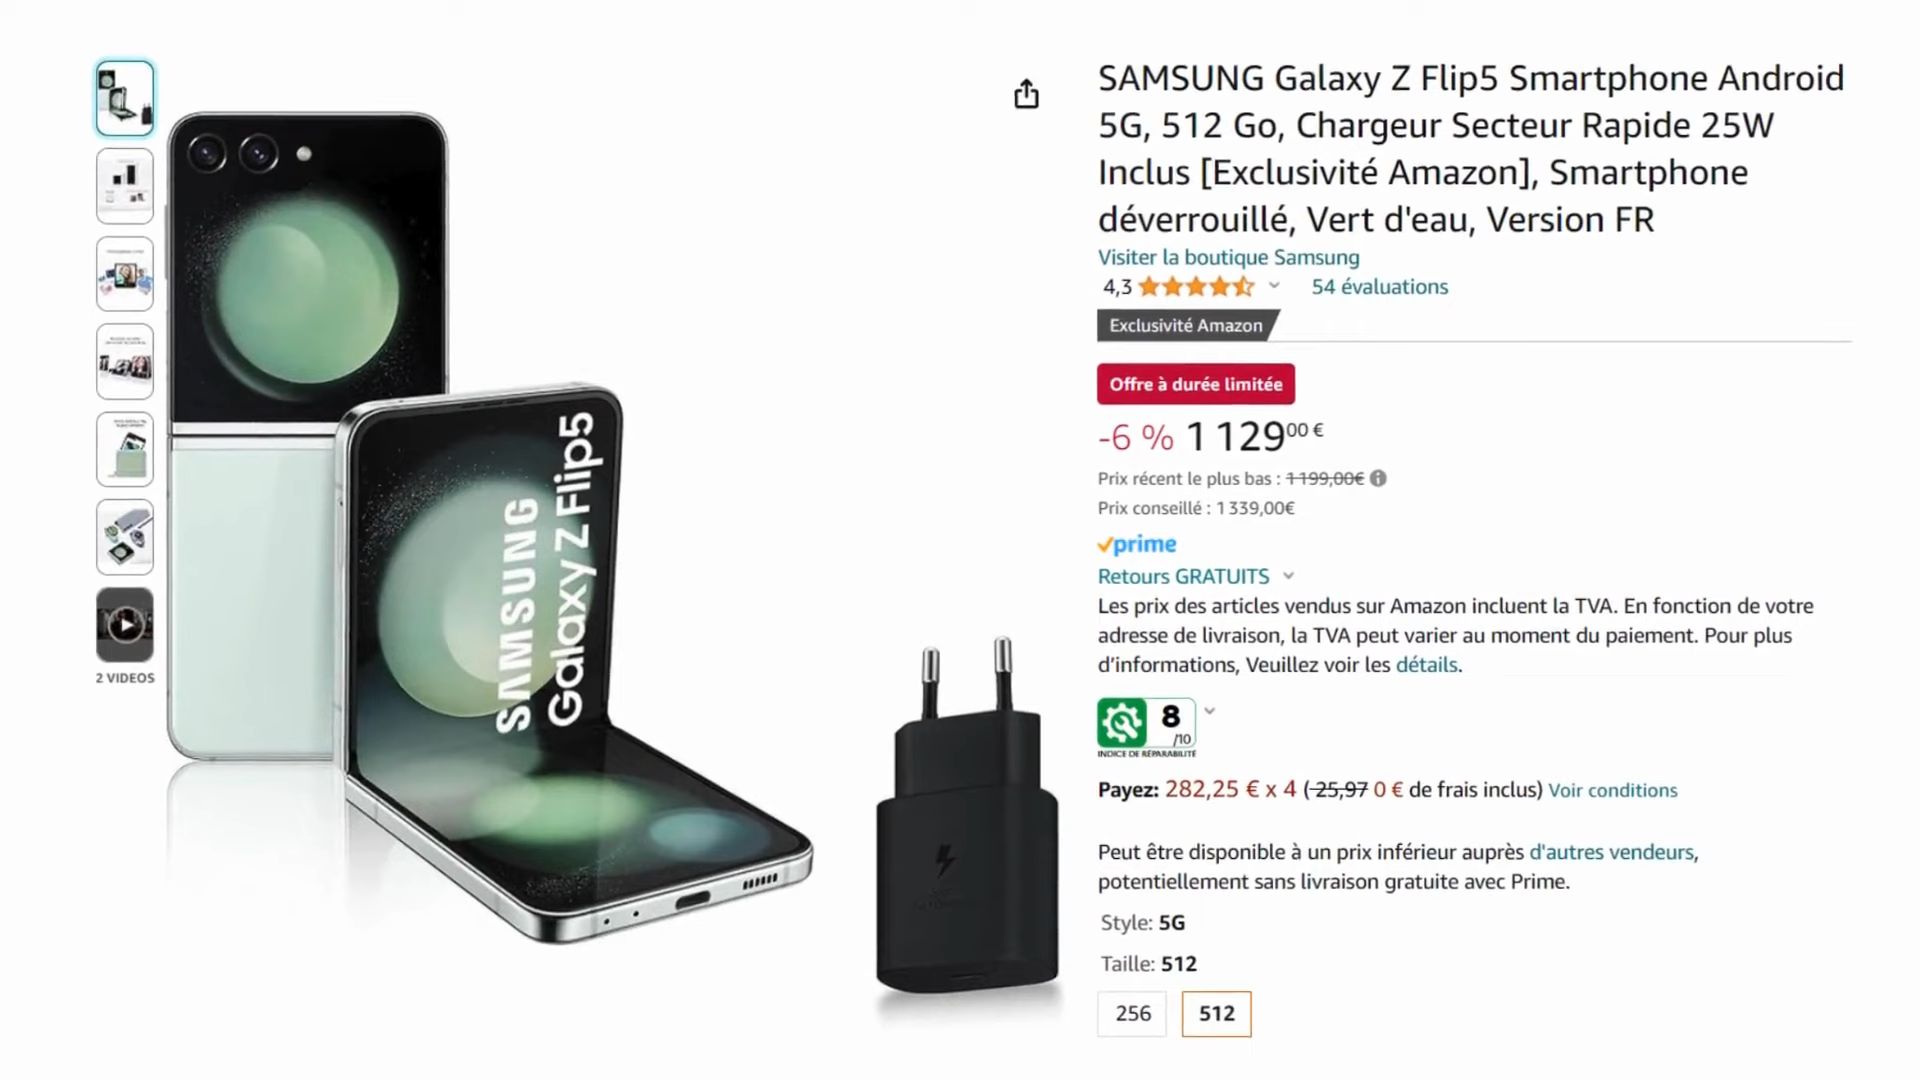 2 VIDEOS
SAMSUNG
Galaxy Z Flip5
SAMSUNG Galaxy Z Flip5 Smartphone Android
5G, 512 Go, Chargeur Secteur Rapide 25W
Inclus [Exclusivité Amazon], Smartphone
déverrouillé, Vert d'eau, Version FR
Visiter la boutique Samsung
4,3 54 évaluations
Exclusivité Amazon
Offre à durée limitée
-6 % 1 129,00 €
Prix récent le plus bas : 1 199,00€
Prix conseillé : 1 339,00€
prime
Retours GRATUITS
Les prix des articles vendus sur Amazon incluent la TVA. En fonction de votre
adresse de livraison, la TVA peut varier au moment du paiement. Pour plus
d’informations, Veuillez voir les détails.
8 /10
INDICE DE RÉPARABILITÉ
Payez: 282,25 € x 4 (25,97 0 € de frais inclus) Voir conditions
Peut être disponible à un prix inférieur auprès d'autres vendeurs,
potentiellement sans livraison gratuite avec Prime.
Style: 5G
Taille: 512
256 512